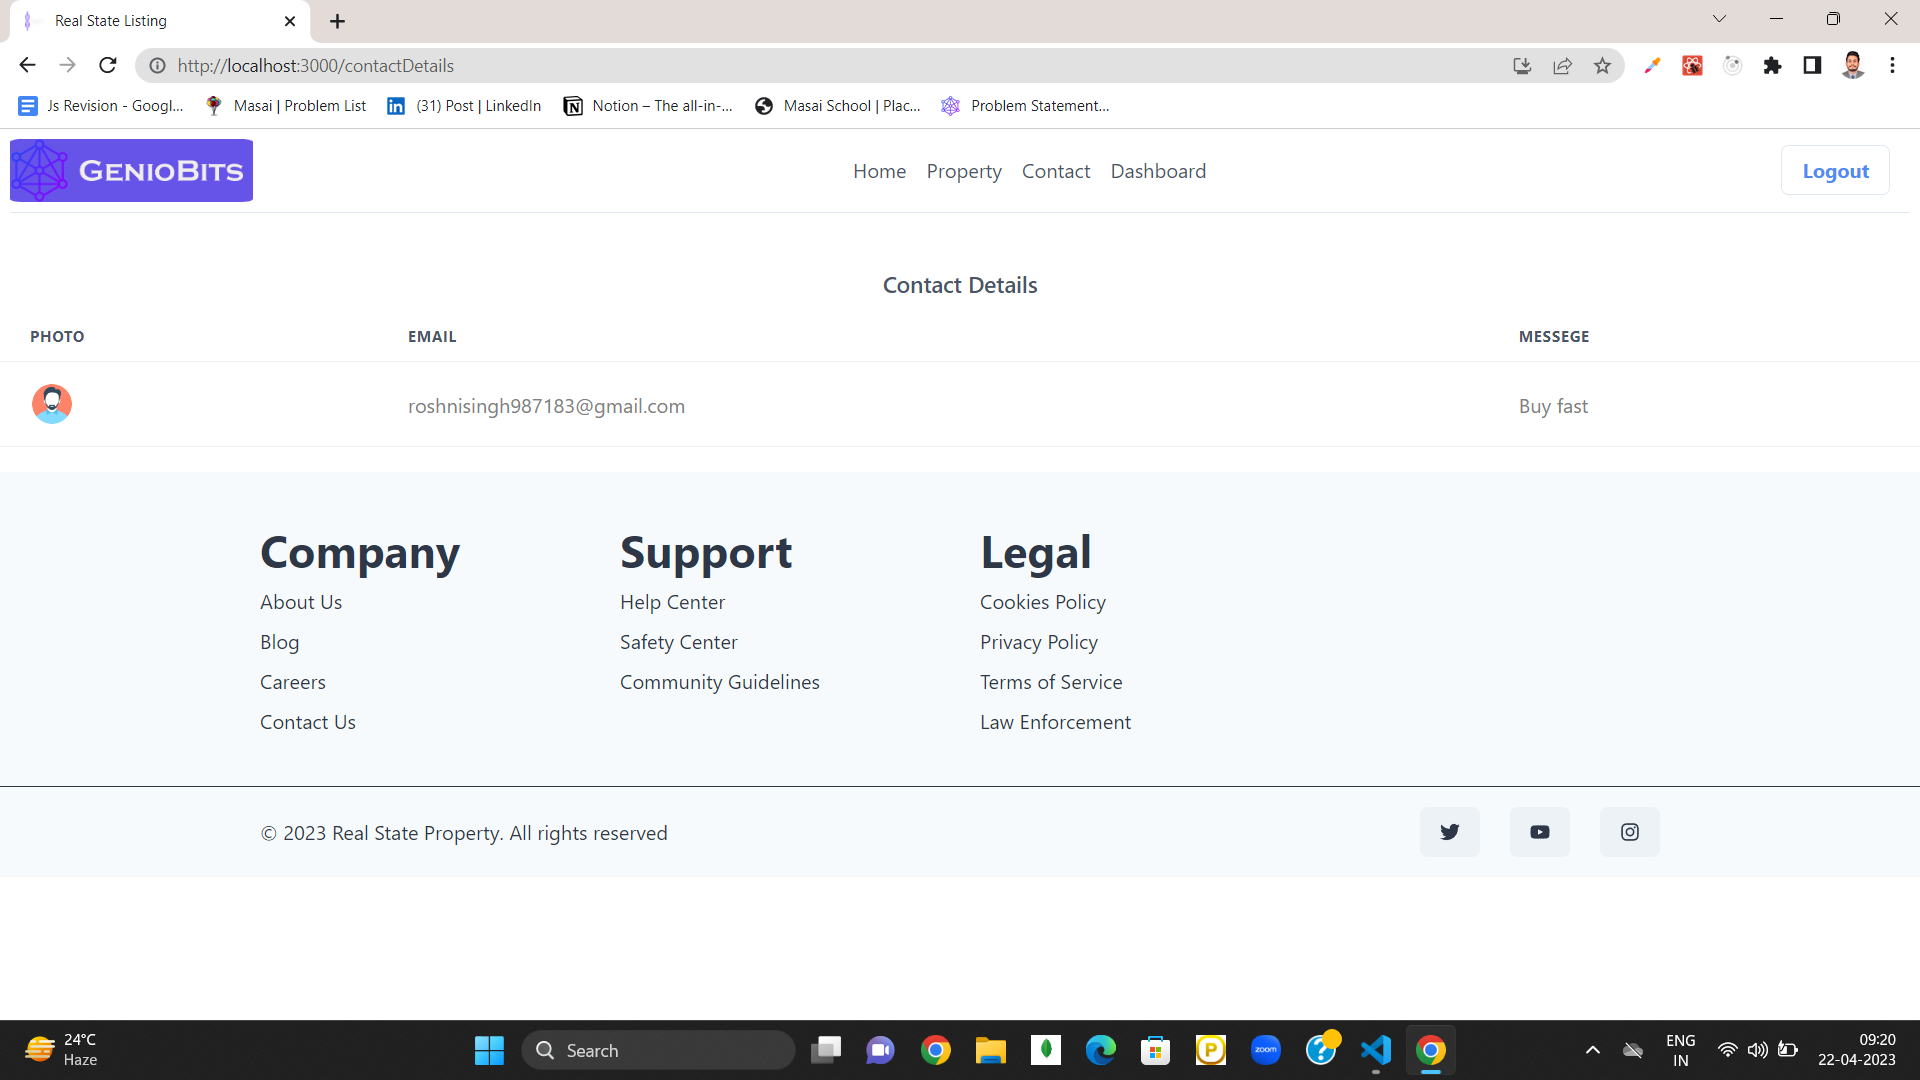 Real State Listing
http://localhost:3000/contactDetails
Js Revision - Googl...
Masai | Problem List
(31) Post | LinkedIn
Notion – The all-in-...
Masai School | Plac...
Problem Statement...
GENIOBITS
Home Property Contact Dashboard
Logout
Contact Details
PHOTO EMAIL MESSEGE
roshnisingh987183@gmail.com Buy fast
Company
About Us
Blog
Careers
Contact Us
Support
Help Center
Safety Center
Community Guidelines
Legal
Cookies Policy
Privacy Policy
Terms of Service
Law Enforcement
© 2023 Real State Property. All rights reserved
24°C
Haze
Search
zoom
ENG
IN
09:20
22-04-2023